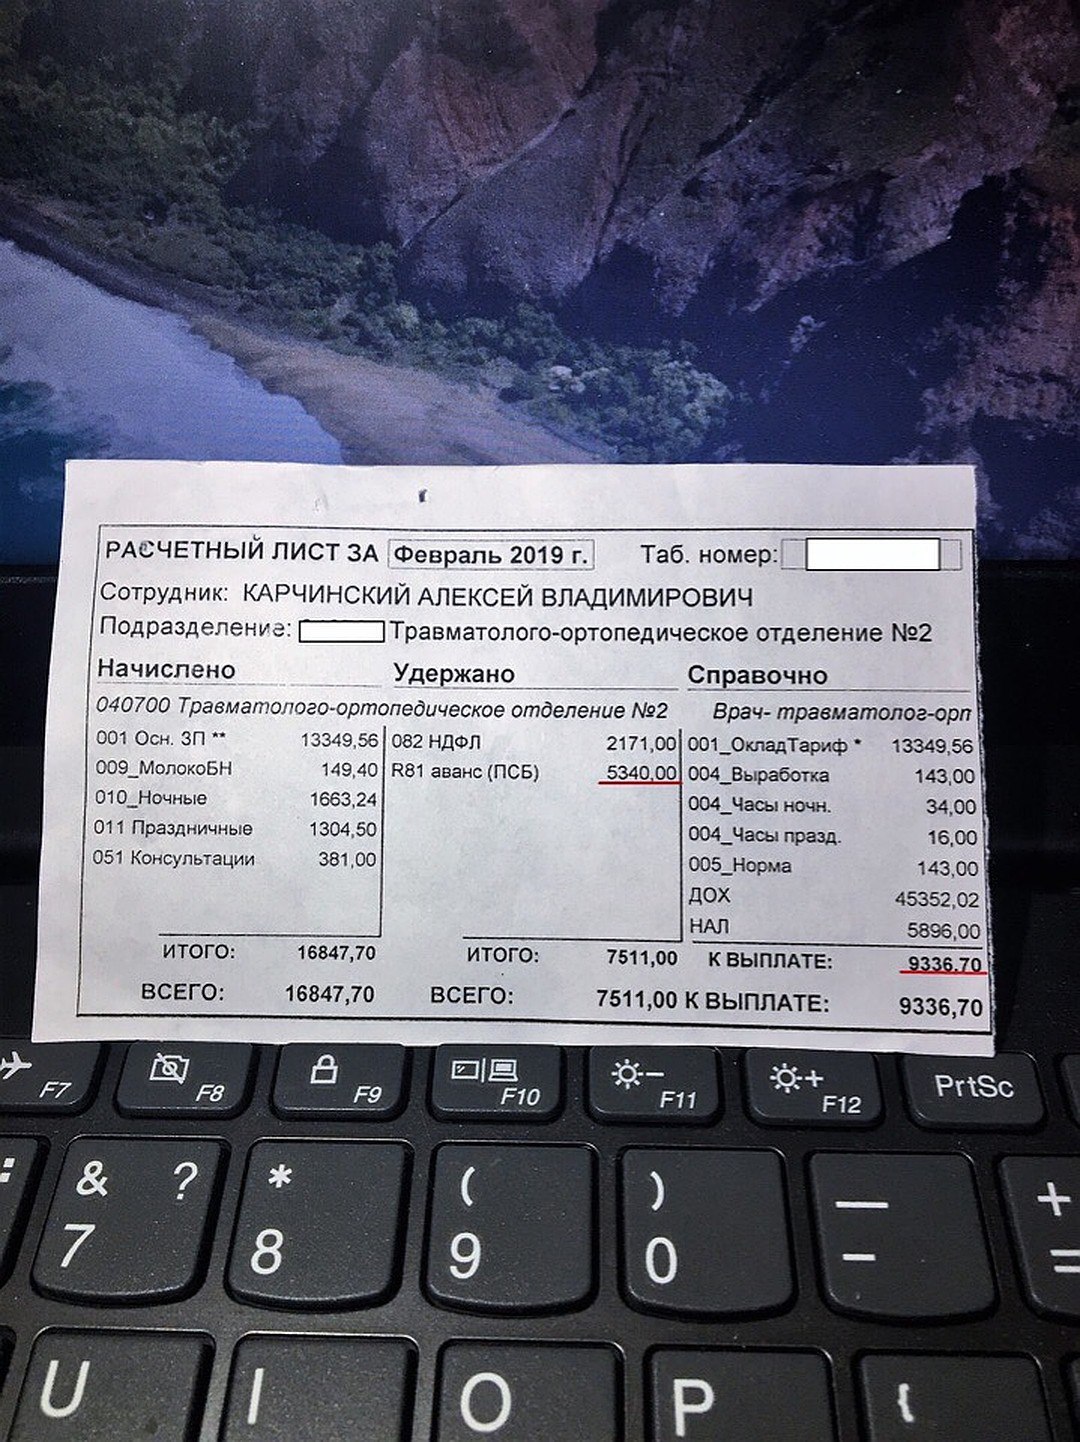 РАСЧЕТНЫЙ ЛИСТ ЗА Февраль 2019 г. Таб. номер:
Сотрудник: КАРЧИНСКИЙ АЛЕКСЕЙ ВЛАДИМИРОВИЧ
Подразделение: Травматолого-ортопедическое отделение №2
Начислено Удержано Справочно
040700 Травматолого-ортопедическое отделение №2 Врач- травматолог-орп
001 Осн. ЗП ** 13349,56 082 НДФЛ 2171,00 001_ОкладТариф * 13349,56
009_МолокоБН 149,40 R81 аванс (ПСБ) 5340,00 004_Выработка 143,00
010_Ночные 1663,24 004_Часы ночн. 34,00
011 Праздничные 1304,50 004_Часы празд. 16,00
051 Консультации 381,00 005_Норма 143,00
ДОХ 45352,02
НАЛ 5896,00
ИТОГО: 16847,70 ИТОГО: 7511,00 К ВЫПЛАТЕ: 9336,70
ВСЕГО: 16847,70 ВСЕГО: 7511,00 К ВЫПЛАТЕ: 9336,70
F7 F8 F9 F10 F11 F12 PrtSc
& ? * ( ) — +
7 8 9 0 - =
U I O P {